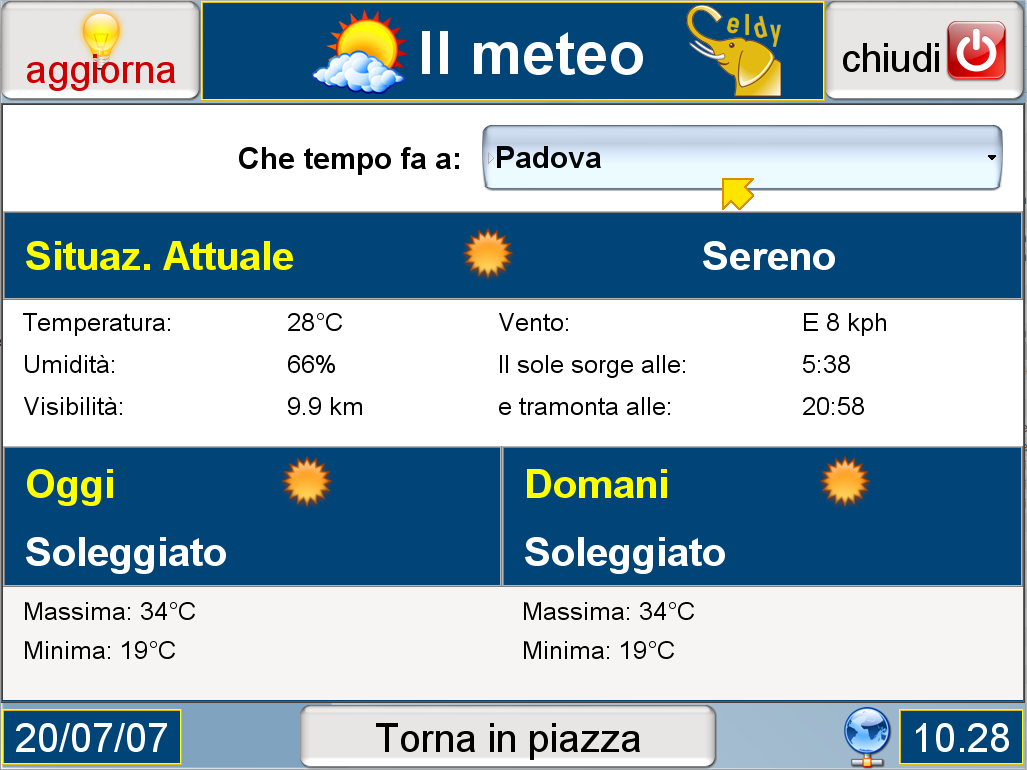 aggiorna
Il meteo
eldy
chiudi
Che tempo fa a: Padova
Situaz. Attuale Sereno
Temperatura: 28°C Vento: E 8 kph
Umidità: 66% Il sole sorge alle: 5:38
Visibilità: 9.9 km e tramonta alle: 20:58
Oggi Domani
Soleggiato Soleggiato
Massima: 34°C Massima: 34°C
Minima: 19°C Minima: 19°C
20/07/07 Torna in piazza 10.28